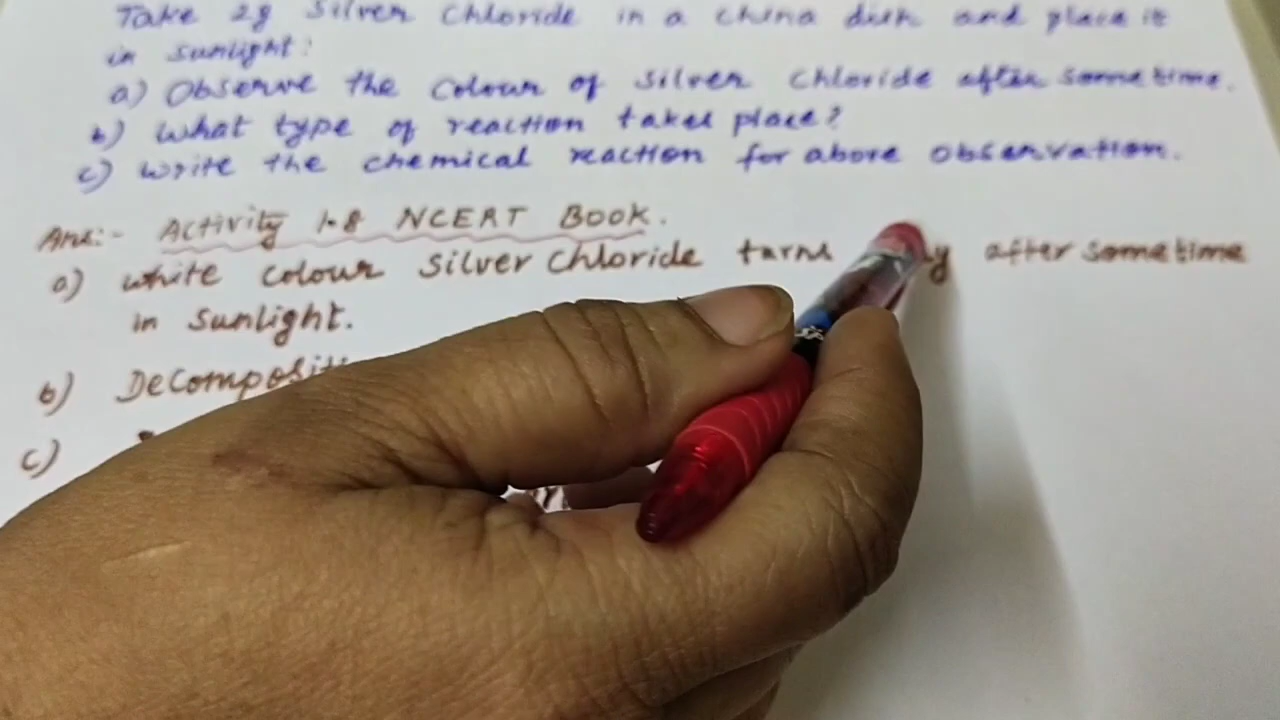 Take 2g Silver Chloride in a china dish and place it
in sunlight:
a) Observe the colour of silver chloride after sometime.
b) What type of reaction takes place?
c) Write the chemical reaction for above observation.
Ans:- Activity 1.8 NCERT Book.
a) White colour silver chloride turns after sometime
in sunlight.
b)
c)